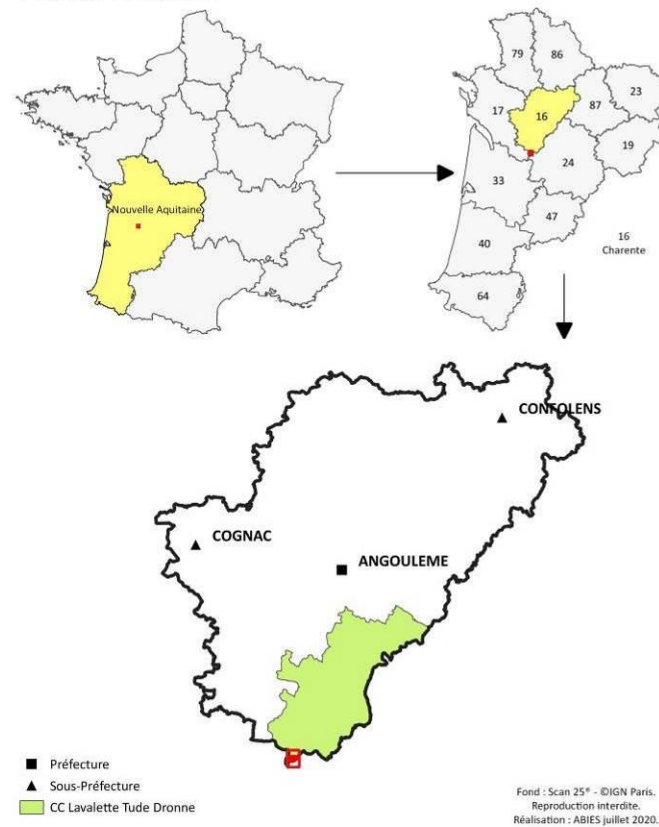 Nouvelle Aquitaine
79
86
17
16
87
23
19
33
24
47
40
64
16
Charente
CONFOLENS
COGNAC
ANGOULEME
Préfecture
Sous-Préfecture
CC Lavalette Tude Dronne
Fond : Scan 25® - ©IGN Paris.
Reproduction interdite.
Réalisation : ABIES juillet 2020.